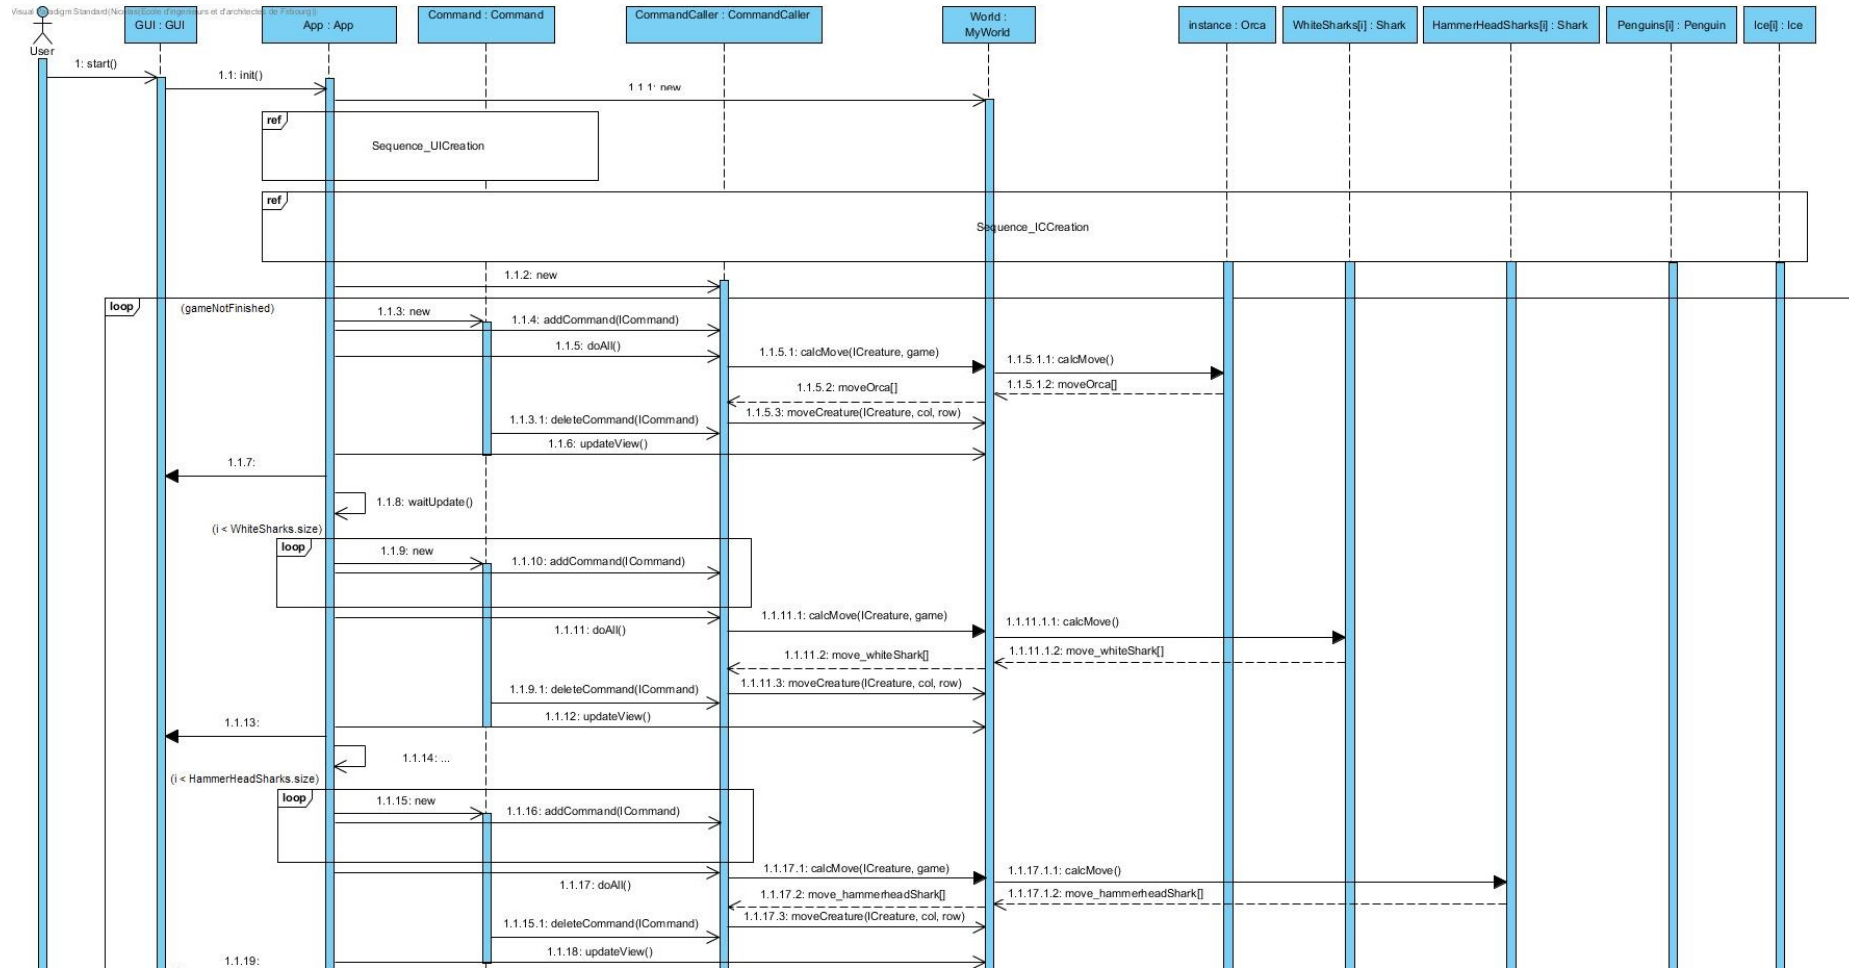 Visual Paradigm Standard(Nicolas(Ecole d'ingenieurs et d'architectes de Fribourg))
User
GUI : GUI
App : App
Command : Command
CommandCaller : CommandCaller
World :
MyWorld
instance : Orca
WhiteSharks[i] : Shark
HammerHeadSharks[i] : Shark
Penguins[i] : Penguin
Ice[i] : Ice
1: start()
1.1: init()
1.1.1: new
ref
Sequence_UICreation
ref
Sequence_ICCreation
1.1.2: new
loop
(gameNotFinished)
1.1.3: new
1.1.4: addCommand(ICommand)
1.1.5: doAll()
1.1.5.1: calcMove(ICreature, game)
1.1.5.1.1: calcMove()
1.1.5.2: moveOrca[]
1.1.5.1.2: moveOrca[]
1.1.3.1: deleteCommand(ICommand)
1.1.5.3: moveCreature(ICreature, col, row)
1.1.6: updateView()
1.1.7:
1.1.8: waitUpdate()
(i < WhiteSharks.size)
loop
1.1.9: new
1.1.10: addCommand(ICommand)
1.1.11: doAll()
1.1.11.1: calcMove(ICreature, game)
1.1.11.1.1: calcMove()
1.1.11.2: move_whiteShark[]
1.1.11.1.2: move_whiteShark[]
1.1.9.1: deleteCommand(ICommand)
1.1.11.3: moveCreature(ICreature, col, row)
1.1.12: updateView()
1.1.13:
1.1.14: ...
(i < HammerHeadSharks.size)
loop
1.1.15: new
1.1.16: addCommand(ICommand)
1.1.17: doAll()
1.1.17.1: calcMove(ICreature, game)
1.1.17.1.1: calcMove()
1.1.17.2: move_hammerheadShark[]
1.1.17.1.2: move_hammerheadShark[]
1.1.15.1: deleteCommand(ICommand)
1.1.17.3: moveCreature(ICreature, col, row)
1.1.18: updateView()
1.1.19: